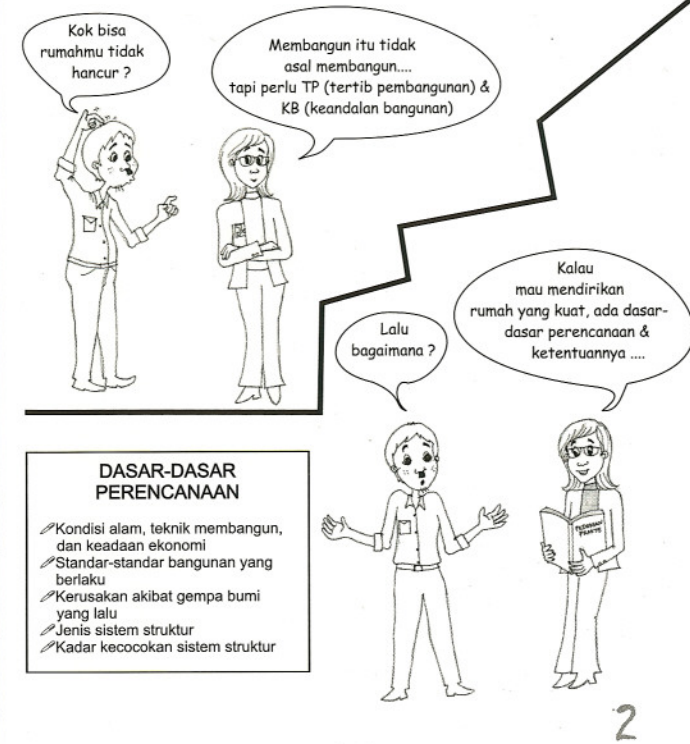 Kok bisa
rumahmu tidak
hancur ?
Membangun itu tidak
asal membangun....
tapi perlu TP (tertib pembangunan) &
KB (keandalan bangunan)
Lalu
bagaimana ?
Kalau
mau mendirikan
rumah yang kuat, ada dasar-
dasar perencanaan &
ketentuannya ....
PEDOMAN
PRAKTIS
DASAR-DASAR
PERENCANAAN
Kondisi alam, teknik membangun,
dan keadaan ekonomi
Standar-standar bangunan yang
berlaku
Kerusakan akibat gempa bumi
yang lalu
Jenis sistem struktur
Kadar kecocokan sistem struktur
2